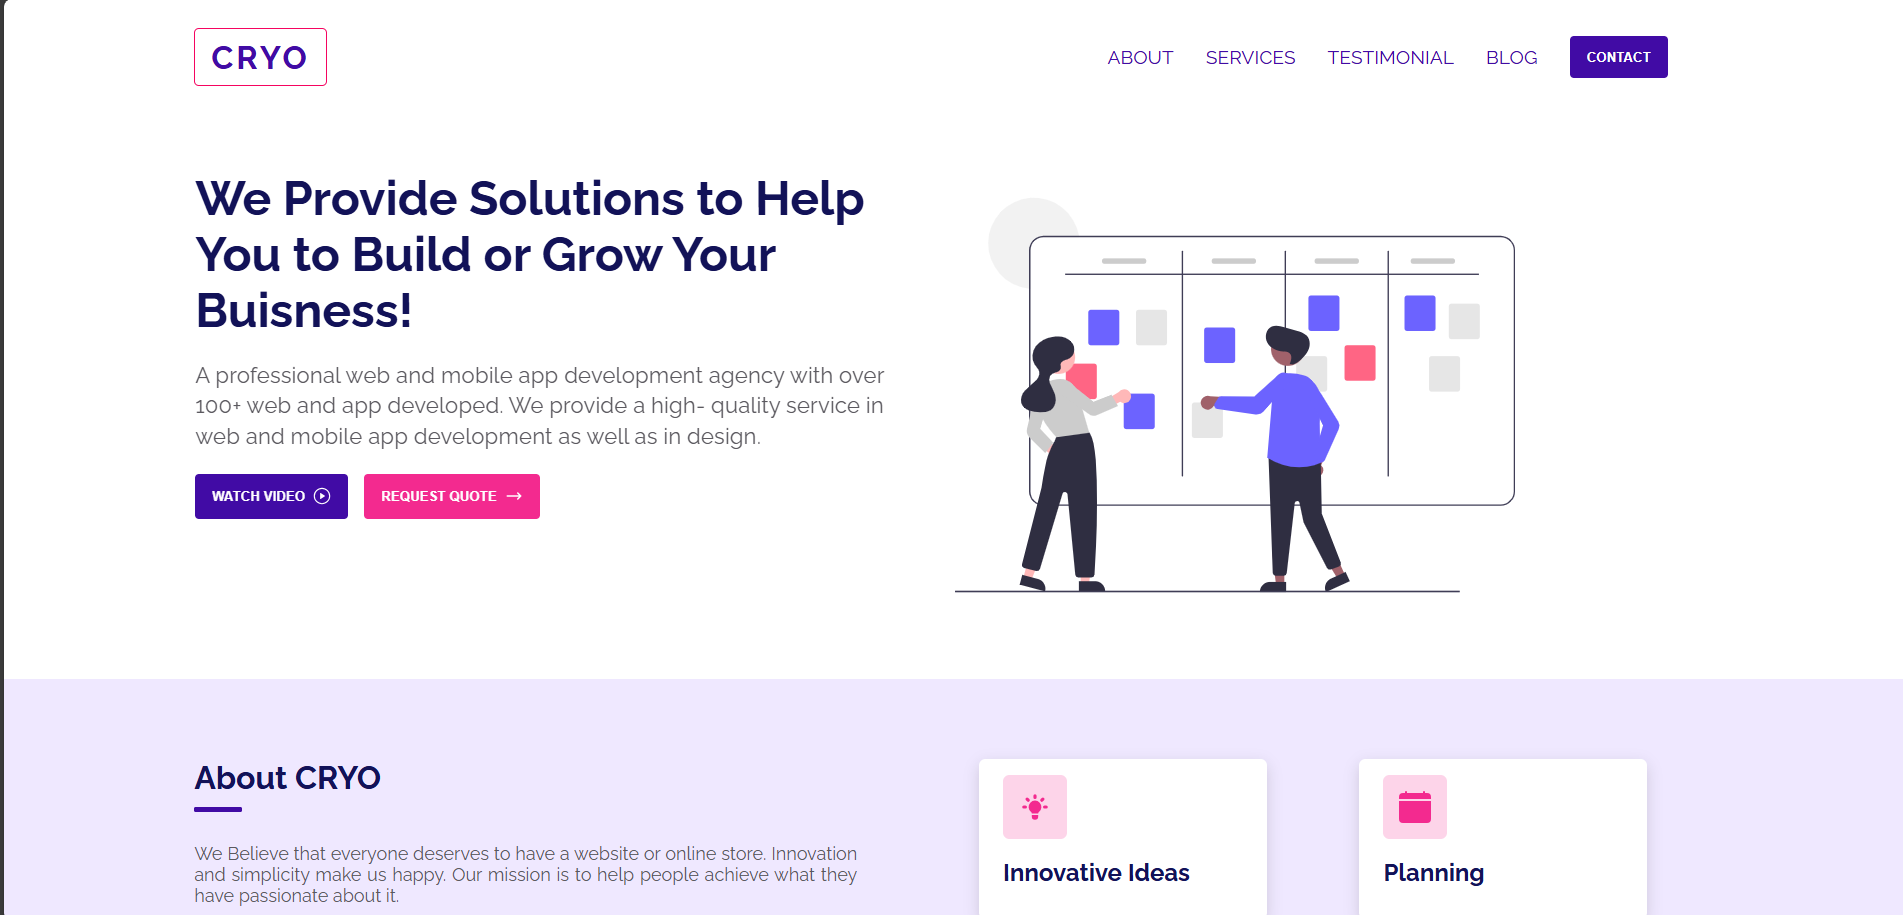 CRYO
ABOUT SERVICES TESTIMONIAL BLOG CONTACT
We Provide Solutions to Help
You to Build or Grow Your
Buisness!
A professional web and mobile app development agency with over
100+ web and app developed. We provide a high- quality service in
web and mobile app development as well as in design.
WATCH VIDEO REQUEST QUOTE
About CRYO
We Believe that everyone deserves to have a website or online store. Innovation
and simplicity make us happy. Our mission is to help people achieve what they
have passionate about it.
Innovative Ideas
Planning